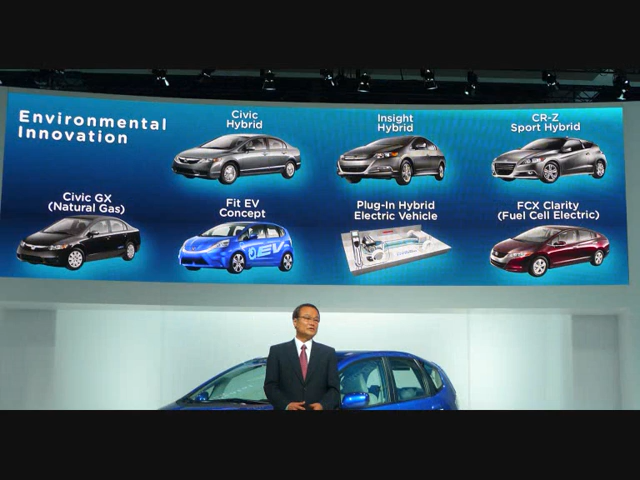 Environmental
Innovation
Civic
Hybrid
Insight
Hybrid
CR-Z
Sport Hybrid
Civic GX
(Natural Gas)
Fit EV
Concept
Plug-In Hybrid
Electric Vehicle
FCX Clarity
(Fuel Cell Electric)
EV